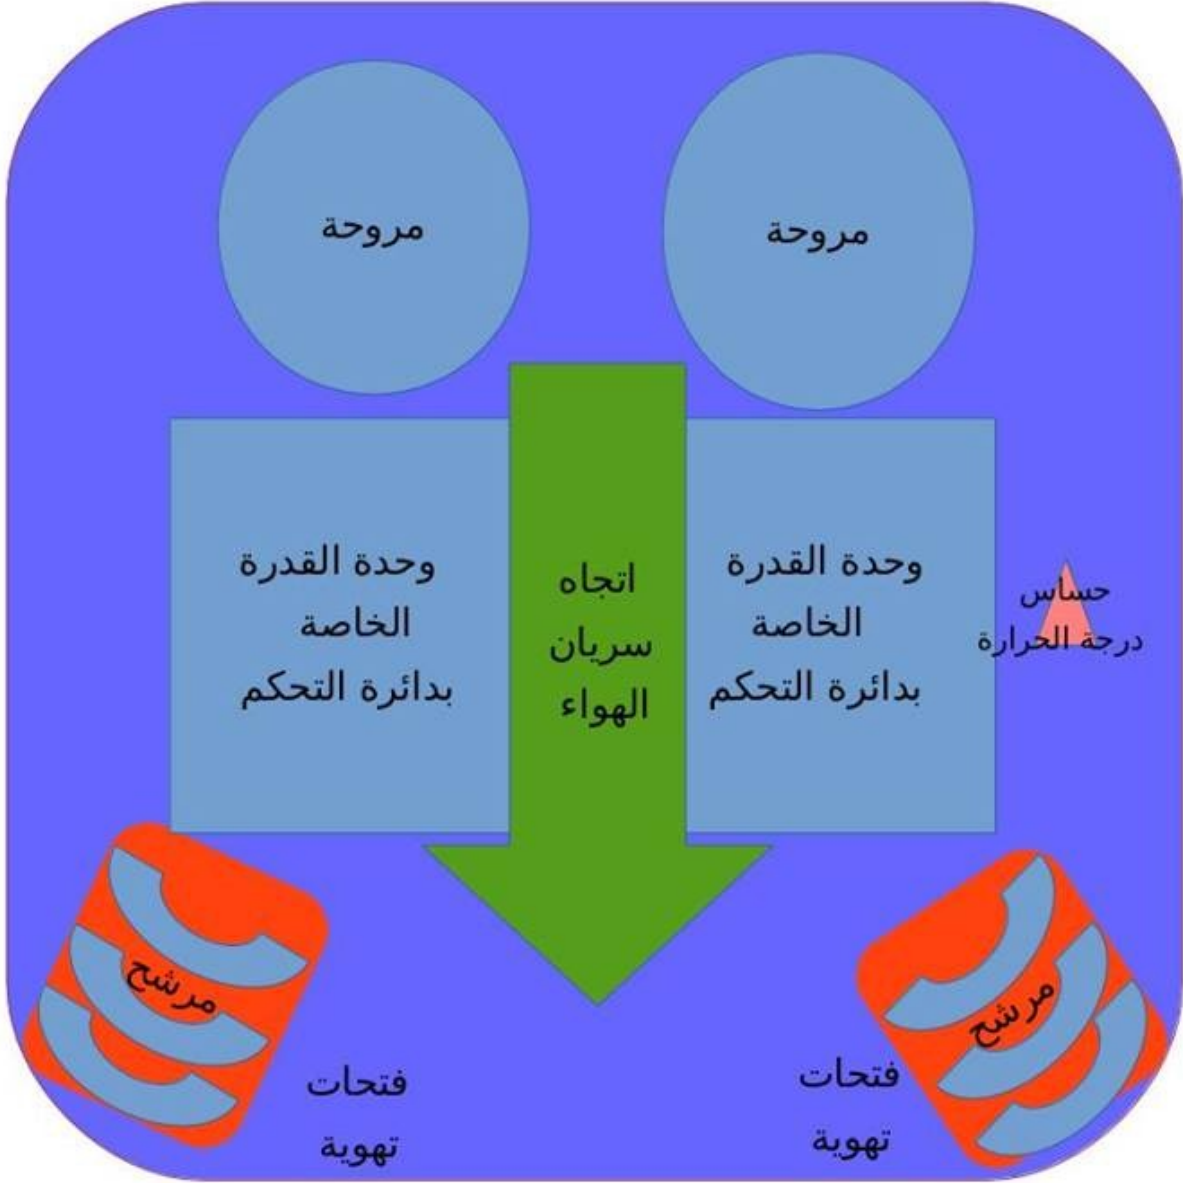 مروحة
مروحة
وحدة القدرة
الخاصة
بدائرة التحكم
اتجاه
سريان
الهواء
وحدة القدرة
الخاصة
بدائرة التحكم
حساس
درجة الحرارة
مرشح
مرشح
فتحات
تهوية
فتحات
تهوية